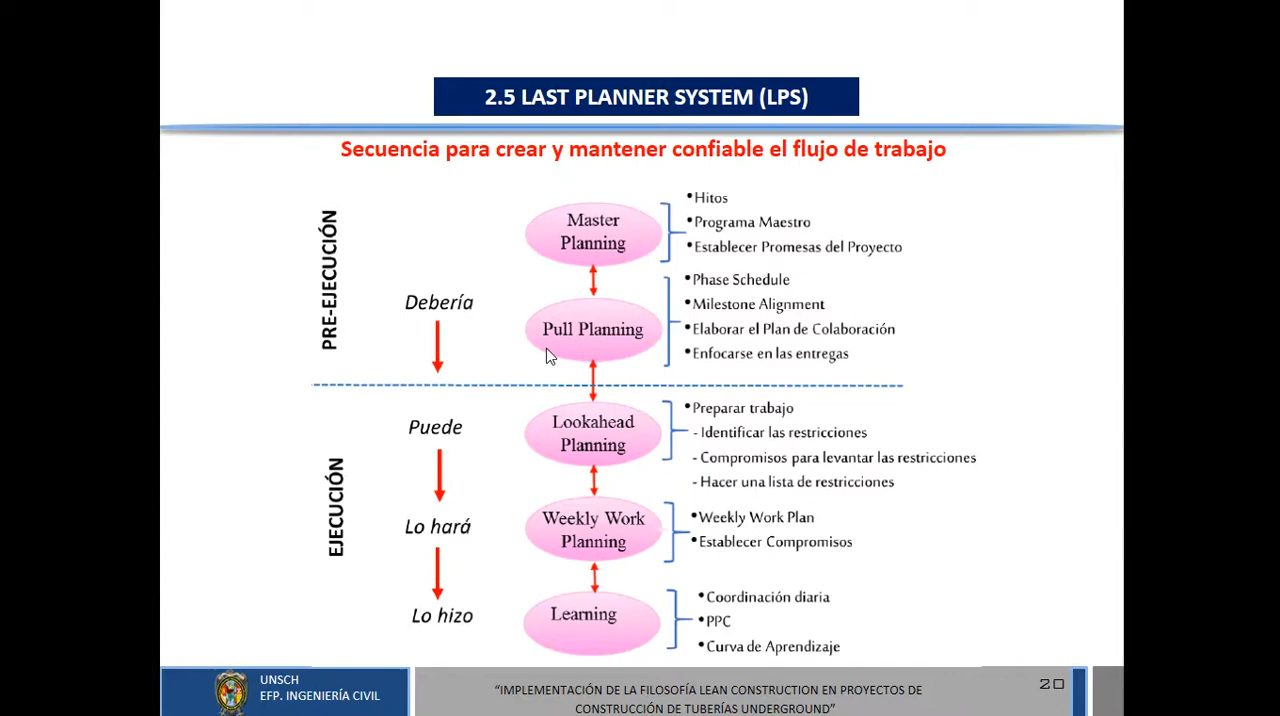 2.5 LAST PLANNER SYSTEM (LPS)
Secuencia para crear y mantener confiable el flujo de trabajo
PRE-EJECUCIÓN
Debería
Master
Planning
• Hitos
• Programa Maestro
• Establecer Promesas del Proyecto
Pull Planning
• Phase Schedule
• Milestone Alignment
• Elaborar el Plan de Colaboración
• Enfocarse en las entregas
EJECUCIÓN
Puede
Lookahead
Planning
• Preparar trabajo
- Identificar las restricciones
- Compromisos para levantar las restricciones
- Hacer una lista de restricciones
Lo hará
Weekly Work
Planning
• Weekly Work Plan
• Establecer Compromisos
Lo hizo
Learning
• Coordinación diaria
• PPC
• Curva de Aprendizaje
UNSCH
EFP. INGENIERÍA CIVIL
“IMPLEMENTACIÓN DE LA FILOSOFÍA LEAN CONSTRUCTION EN PROYECTOS DE
CONSTRUCCIÓN DE TUBERÍAS UNDERGROUND”
20